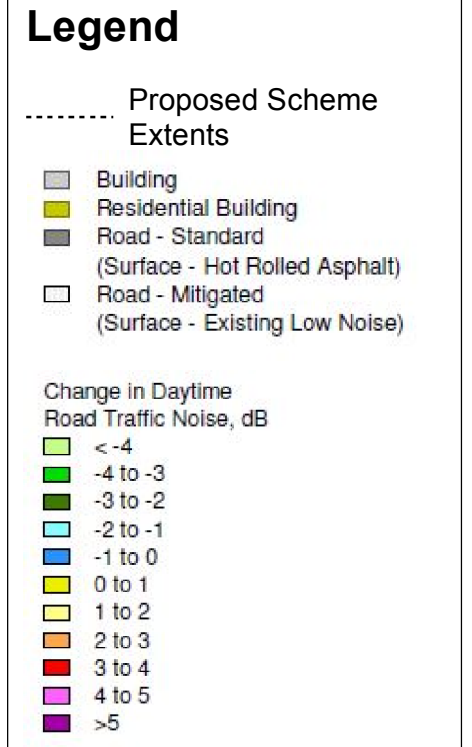 Legend
Proposed Scheme
Extents
Building
Residential Building
Road - Standard
(Surface - Hot Rolled Asphalt)
Road - Mitigated
(Surface - Existing Low Noise)
Change in Daytime
Road Traffic Noise, dB
< -4
-4 to -3
-3 to -2
-2 to -1
-1 to 0
0 to 1
1 to 2
2 to 3
3 to 4
4 to 5
>5